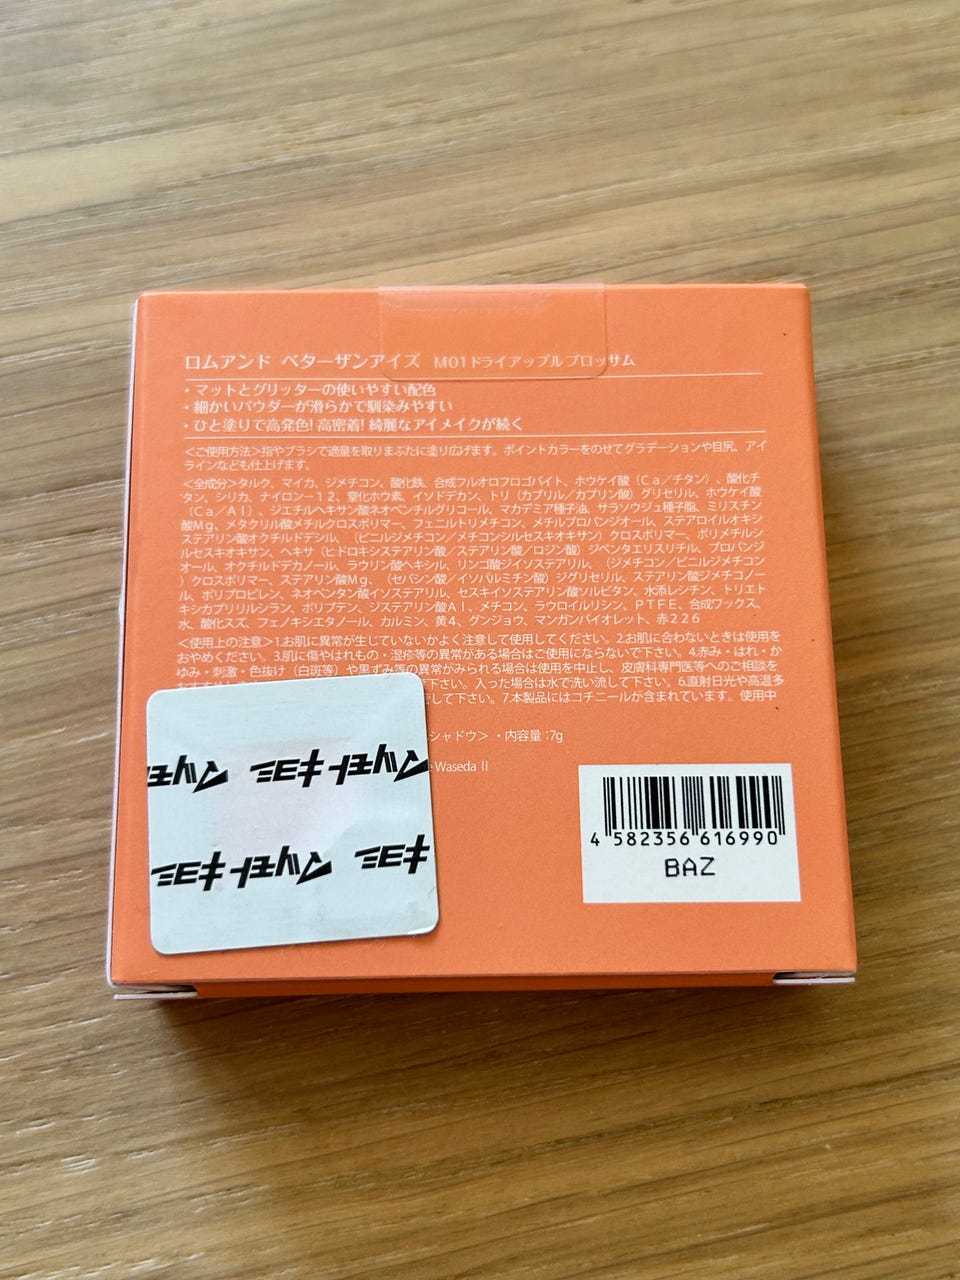 ロムアンド ベターザンアイズ M01ドライアップルブロッサム
・マットとグリッターの使いやすい配色
・細かいパウダーが滑らかで馴染みやすい
・ひと塗りで高発色! 高密着! 綺麗なアイメイクが続く
＜ご使用方法＞指やブラシで適量を取りまぶたに塗り広げます。ポイントカラーをのせてグラデーションや目尻、アイ
ラインなども仕上げます。
＜全成分＞タルク、マイカ、ジメチコン、酸化鉄、合成フルオロフロゴパイト、ホウケイ酸（Ｃａ／チタン）、酸化チ
タン、シリカ、ナイロン－１２、窒化ホウ素、イソドデカン、トリ（カプリル／カプリン酸）グリセリル、ホウケイ酸
（Ｃａ／Ａｌ）、ジエチルヘキサン酸ネオペンチルグリコール、マカデミア種子油、サラソウジュ種子脂、ミリスチン
酸Ｍｇ、メタクリル酸メチルクロスポリマー、フェニルトリメチコン、メチルプロパンジオール、ステアロイルオキシ
ステアリン酸オクチルドデシル、（ビニルジメチコン／メチコンシルセスキオキサン）クロスポリマー、ポリメチルシ
ルセスキオキサン、ヘキサ（ヒドロキシステアリン酸／ステアリン酸／ロジン酸）ジペンタエリスリチル、プロパンジ
オール、オクチルドデカノール、ラウリン酸ヘキシル、リンゴ酸ジイソステアリル、（ジメチコン／ビニルジメチコン
）クロスポリマー、ステアリン酸Ｍｇ、（セバシン酸／イソパルミチン酸）ジグリセリル、ステアリン酸ジメチコノー
ル、ポリプロピレン、ネオペンタン酸イソステアリル、セスキイソステアリン酸ソルビタン、水添レシチン、トリエト
キシカプリリルシラン、ポリブテン、ジステアリン酸Ａｌ、メチコン、ラウロイルリシン、ＰＴＦＥ、合成ワックス、
水、酸化スズ、フェノキシエタノール、カルミン、黄４、グンジョウ、マンガンバイオレット、赤２２６
＜使用上の注意＞1.お肌に異常が生じていないかよく注意して使用してください。2.お肌に合わないときは使用を
おやめください。3.肌に傷やはれもの・湿疹等の異常がある場合はご使用にならないで下さい。4.赤み・はれ・か
ゆみ・刺激・色抜け（白斑等）や黒ずみ等の異常がみられる場合は使用を中止し、皮膚科専門医等へのご相談を
下さい。入った場合は水で洗い流して下さい。6.直射日光や高温多
して下さい。7.本製品にはコチニールが含まれています。使用中
シャドウ＞・内容量:7g
Waseda Ⅱ
マツモトキヨシ
マツモトキヨシ
4 582356 616990
BAZ